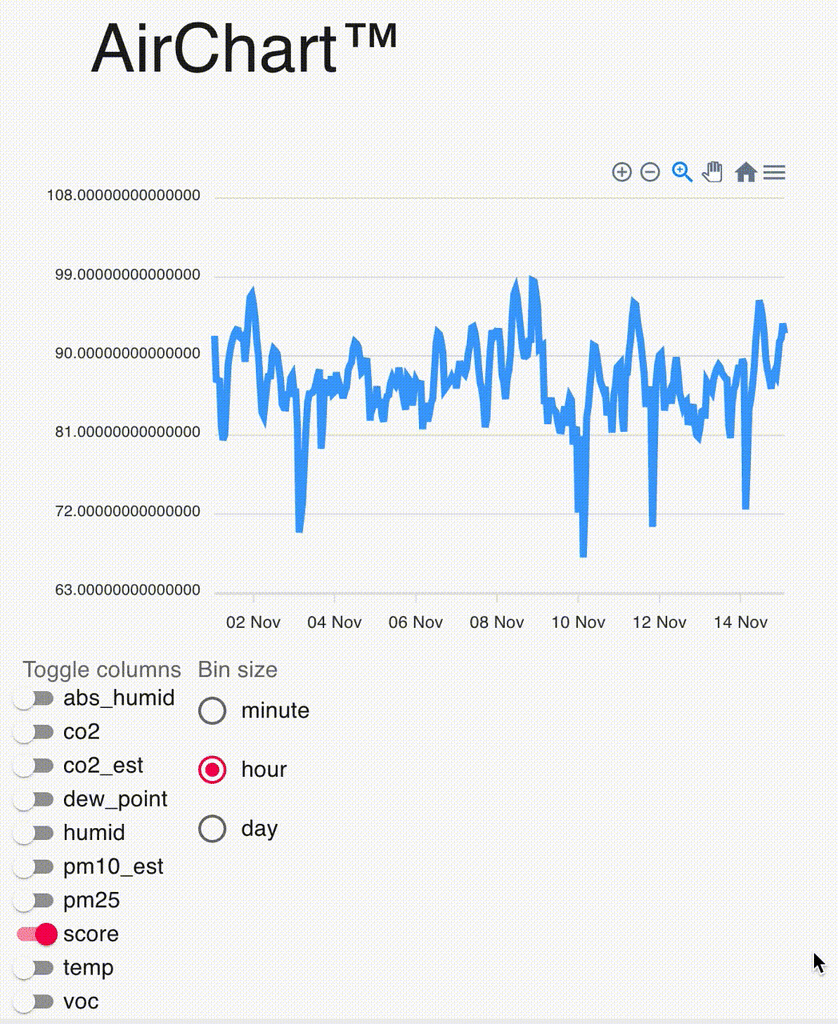 AirChart™
108.00000000000000
99.00000000000000
90.00000000000000
81.00000000000000
72.00000000000000
63.00000000000000
02 Nov 04 Nov 06 Nov 08 Nov 10 Nov 12 Nov 14 Nov
Toggle columns Bin size
abs_humid
minute
co2
co2_est
hour
dew_point
humid
day
pm10_est
pm25
score
temp
voc